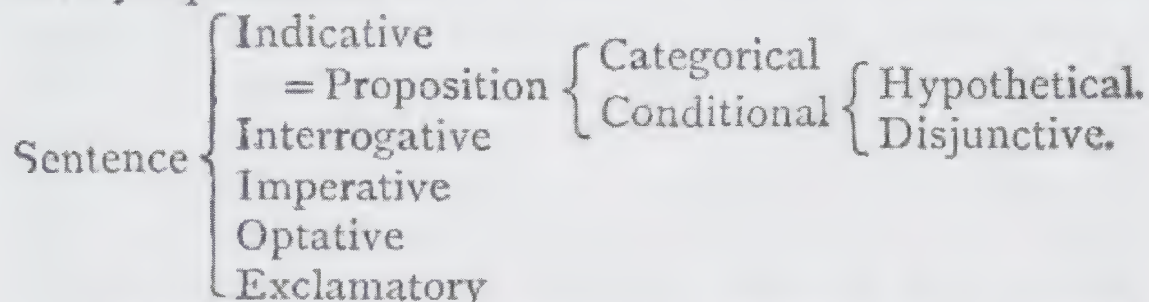 Indicative
= Proposition { Categorical
Conditional { Hypothetical.
Disjunctive.
Sentence { Interrogative
Imperative
Optative
Exclamatory